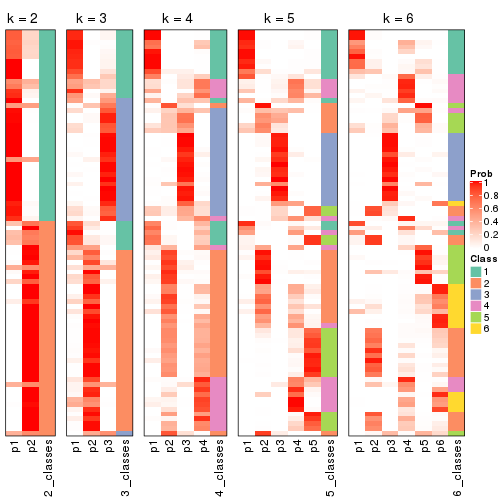 k = 2
k = 3
k = 4
k = 5
k = 6
Prob
1
0.8
0.6
0.4
0.2
0
Class
1
2
3
4
5
6
p1
p2
2_classes
p1
p2
p3
3_classes
p1
p2
p3
p4
4_classes
p1
p2
p3
p4
p5
5_classes
p1
p2
p3
p4
p5
p6
6_classes